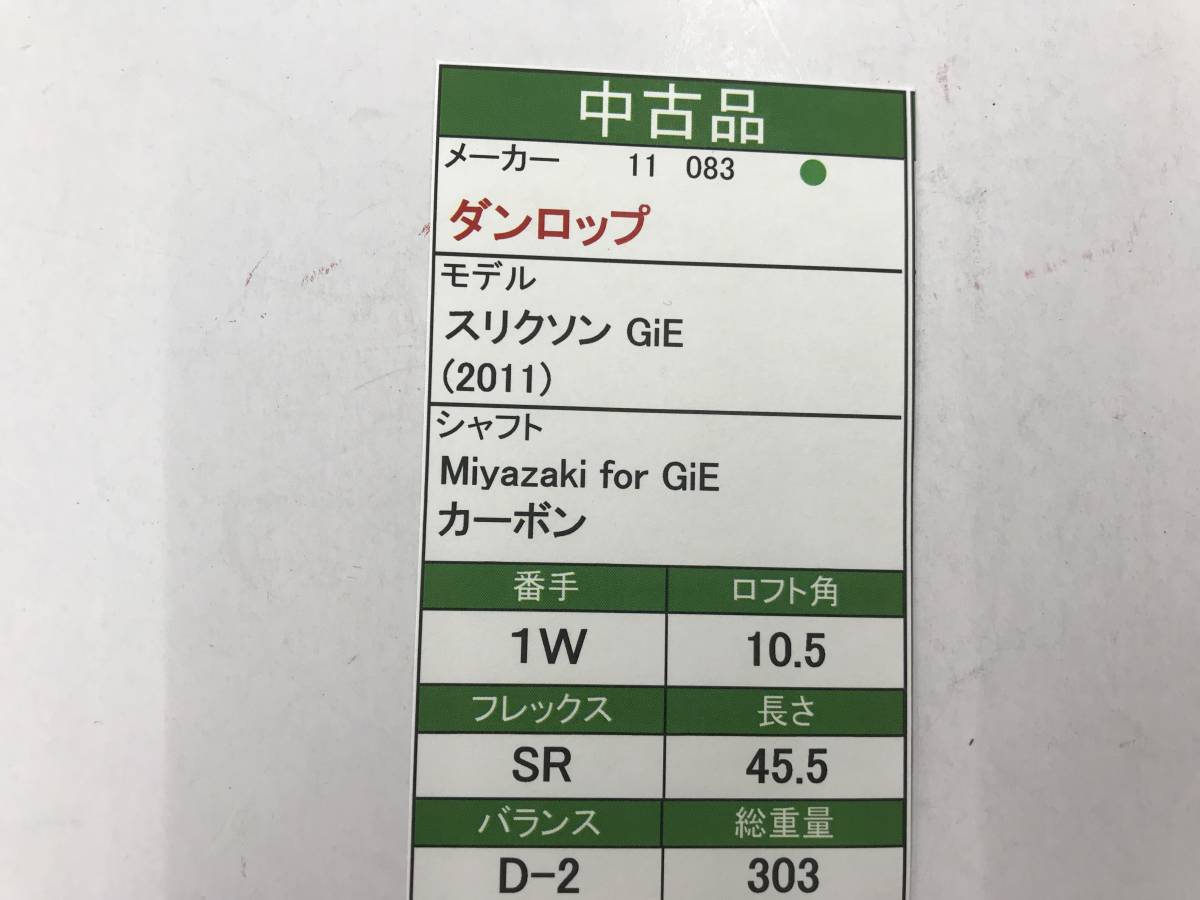 中古品
メーカー 11 083
ダンロップ
モデル
スリクソン GiE
(2011)
シャフト
Miyazaki for GiE
カーボン
番手 ロフト角
1W 10.5
フレックス 長さ
SR 45.5
バランス 総重量
D-2 303